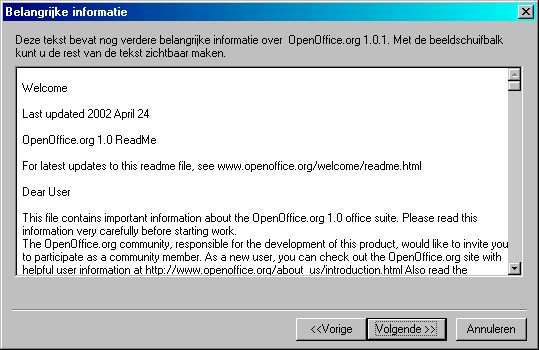 Belangrijke informatie
Deze tekst bevat nog verdere belangrijke informatie over OpenOffice.org 1.0.1. Met de beeldschuifbalk
kunt u de rest van de tekst zichtbaar maken.
Welcome
Last updated 2002 April 24
OpenOffice.org 1.0 ReadMe
For latest updates to this readme file, see www.openoffice.org/welcome/readme.html
Dear User
This file contains important information about the OpenOffice.org 1.0 office suite. Please read this
information very carefully before starting work.
The OpenOffice.org community, responsible for the development of this product, would like to invite you
to participate as a community member. As a new user, you can check out the OpenOffice.org site with
helpful user information at http://www.openoffice.org/about_us/introduction.html Also read the
<<Vorige
Volgende >>
Annuleren